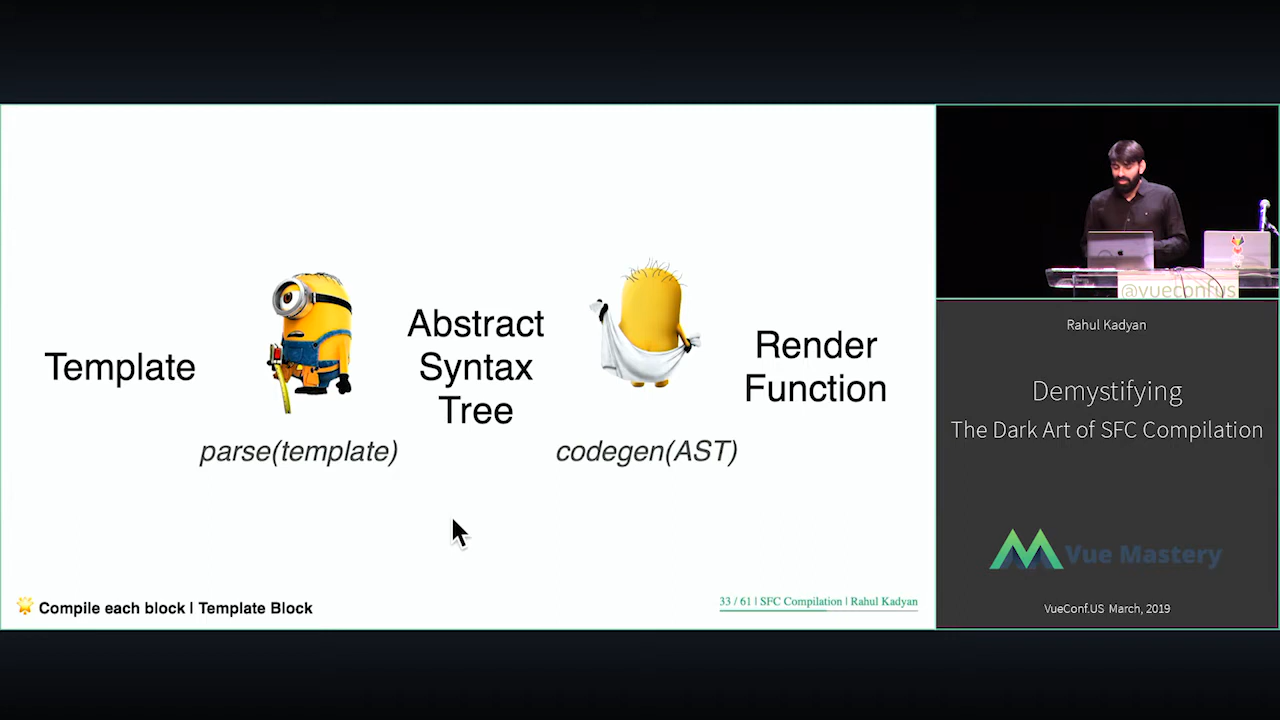 Template
parse(template)
Abstract
Syntax
Tree
codegen(AST)
Render
Function
🌟 Compile each block | Template Block
33 / 61 | SFC Compilation | Rahul Kadyan
@vueconfus
Rahul Kadyan
Demystifying
The Dark Art of SFC Compilation
Vue Mastery
VueConf.US March, 2019